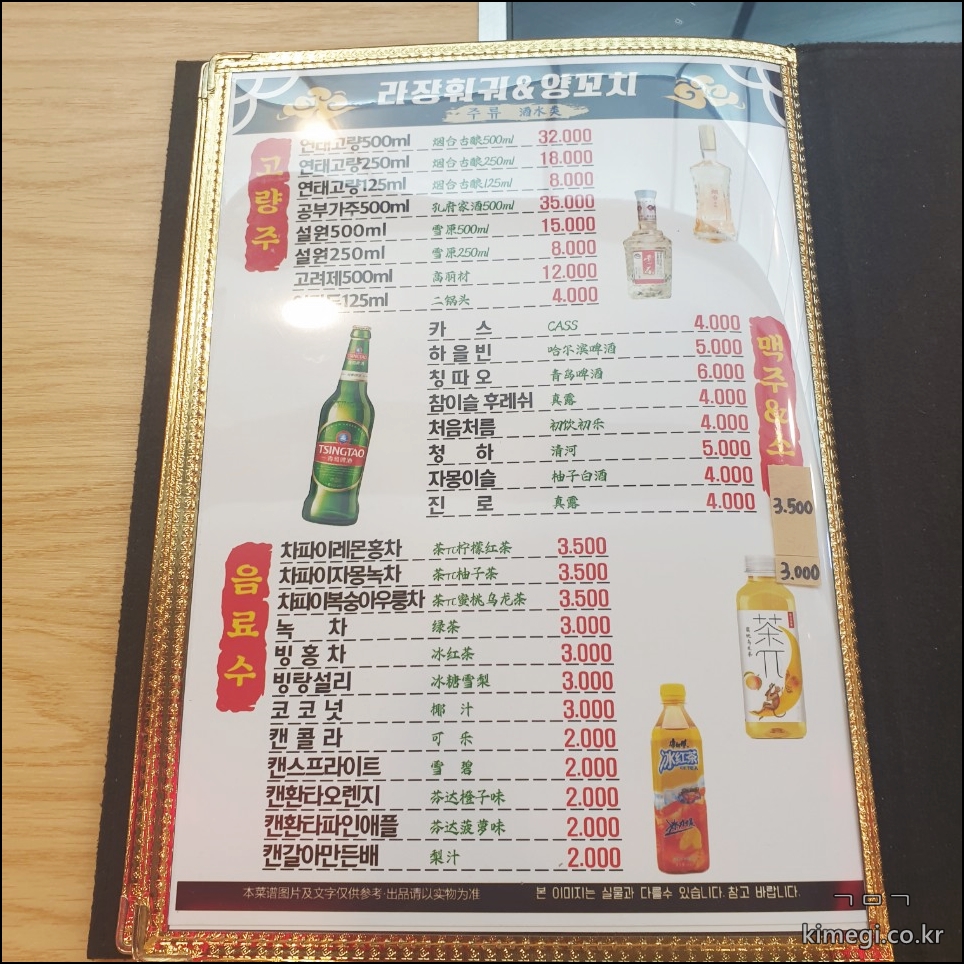 라쟝훠궈&양꼬치
주류 酒水类
고량주
연태고량500ml 烟台古酿500ml 32.000
연태고량250ml 烟台古酿250ml 18.000
연태고량125ml 烟台古酿125ml 8.000
공부가주500ml 孔府家酒500ml 35.000
설원500ml 雪原500ml 15.000
설원250ml 雪原250ml 8.000
고려제500ml 高丽村 12.000
125ml 二锅头 4.000
맥주&소
카 스 CASS 4.000
하을빈 哈尔滨啤酒 5.000
칭따오 青岛啤酒 6.000
참이슬 후레쉬 真露 4.000
처음처름 初饮初乐 4.000
청 하 清河 5.000
자몽이슬 柚子白酒 4.000
진 로 真露 4.000
TSINGTAO
3.500
3.000
음료수
차파이레몬홍차 茶π柠檬红茶 3.500
차파이자몽녹차 茶π柚子茶 3.500
차파이복숭아우룽차 茶π蜜桃乌龙茶 3.500
녹 차 绿茶 3.000
빙홍차 冰红茶 3.000
빙탕설리 冰糖雪梨 3.000
코코넛 椰汁 3.000
캔콜라 可乐 2.000
캔스프라이트 雪碧 2.000
캔환타오렌지 芬达橙子味 2.000
캔환타파인애플 芬达菠萝味 2.000
캔갈아만든배 梨汁 2.000
茶π
冰红茶
本菜谱图片及文字仅供参考·出品请以实物为准 본 이미지는 실물과 다를수 있습니다. 참고 바랍니다.
ㄱㅁㄱ
kimegi.co.kr